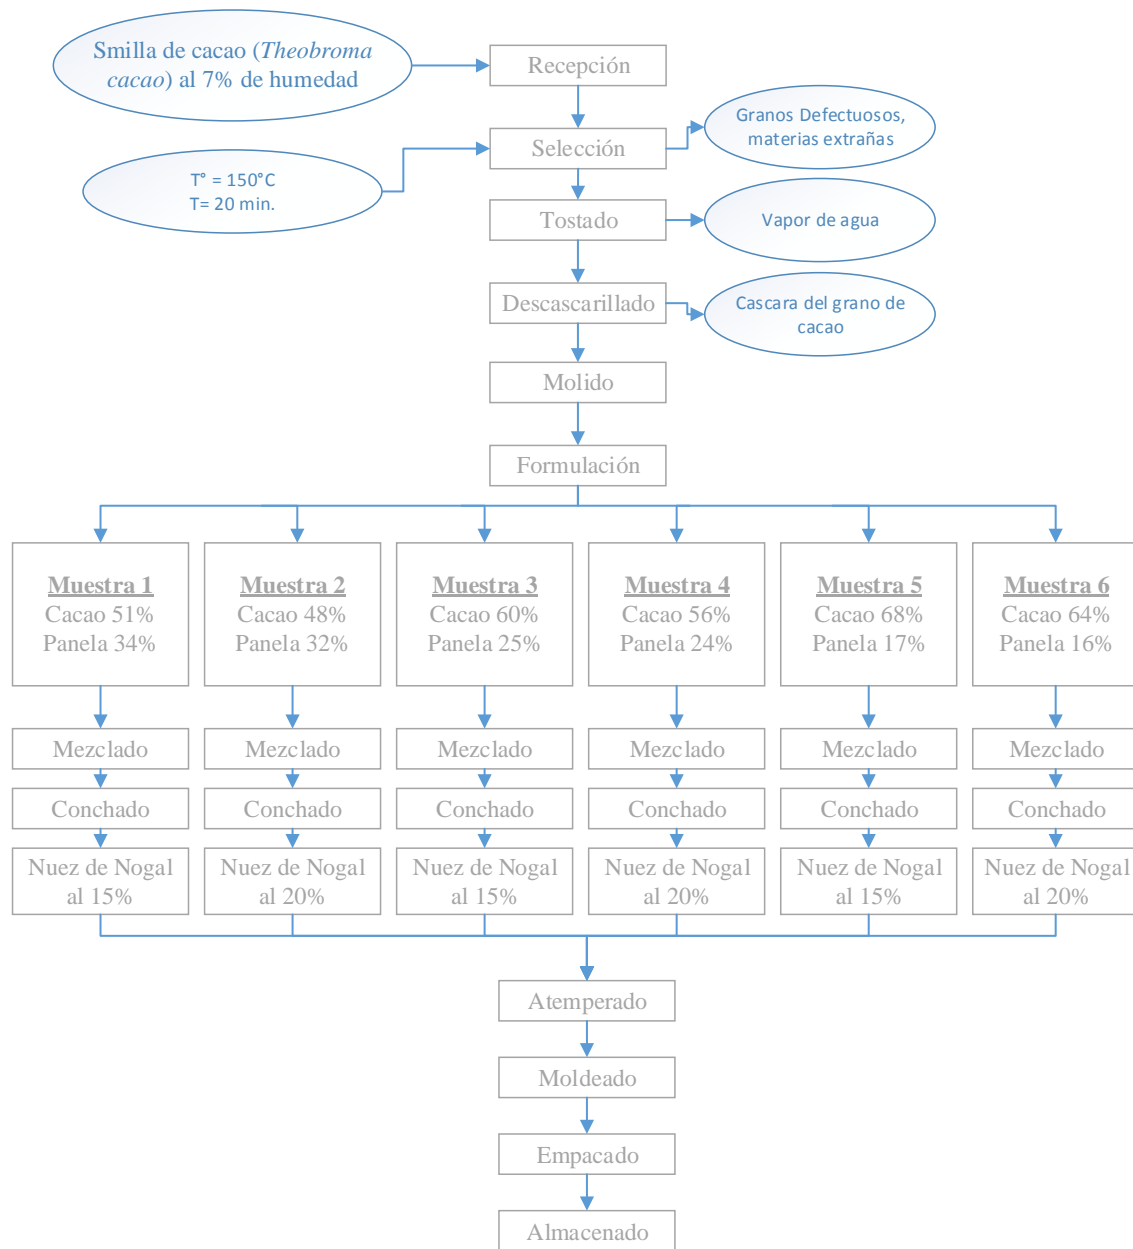 Smilla de cacao (Theobroma
cacao) al 7% de humedad
Recepción
Granos Defectuosos,
materias extrañas
Selección
T° = 150°C
T= 20 min.
Tostado
Vapor de agua
Descascarillado
Cascara del grano de
cacao
Molido
Formulación
Muestra 1
Cacao 51%
Panela 34%
Muestra 2
Cacao 48%
Panela 32%
Muestra 3
Cacao 60%
Panela 25%
Muestra 4
Cacao 56%
Panela 24%
Muestra 5
Cacao 68%
Panela 17%
Muestra 6
Cacao 64%
Panela 16%
Mezclado
Mezclado
Mezclado
Mezclado
Mezclado
Mezclado
Conchado
Conchado
Conchado
Conchado
Conchado
Conchado
Nuez de Nogal
al 15%
Nuez de Nogal
al 20%
Nuez de Nogal
al 15%
Nuez de Nogal
al 20%
Nuez de Nogal
al 15%
Nuez de Nogal
al 20%
Atemperado
Moldeado
Empacado
Almacenado